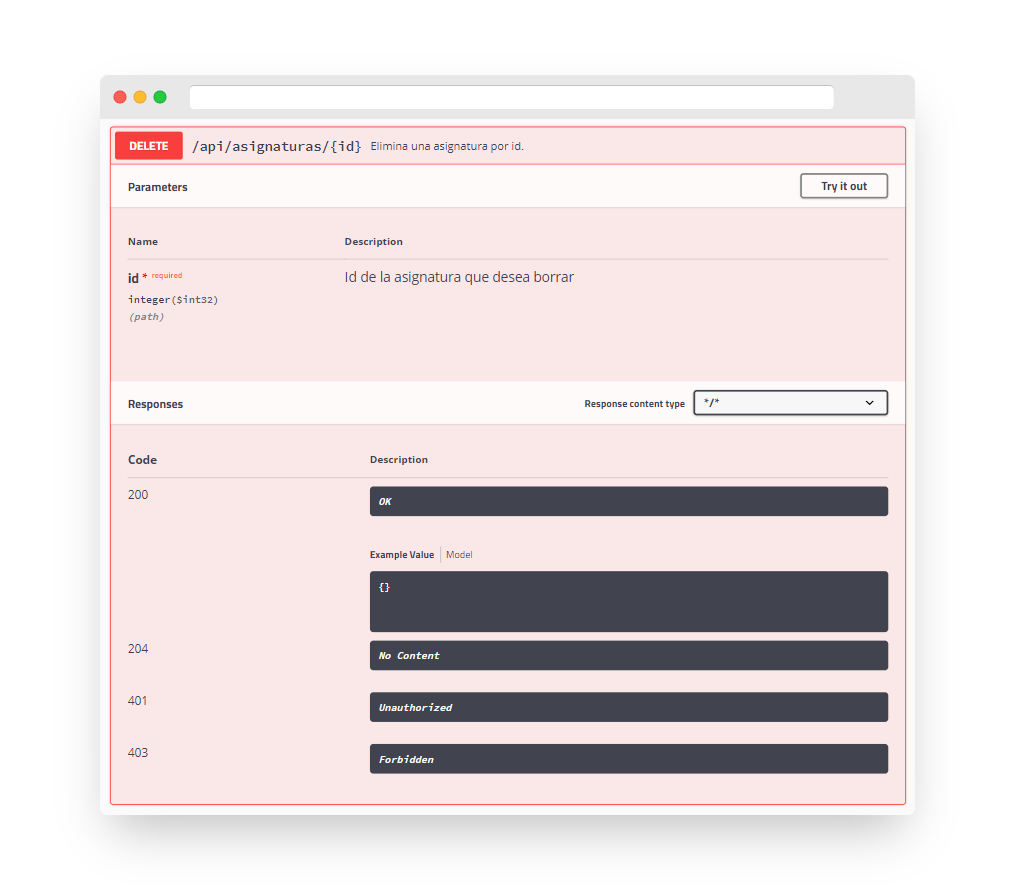 DELETE /api/asignaturas/{id} Elimina una asignatura por id.
Parameters Try it out
Name Description
id * required Id de la asignatura que desea borrar
integer($int32)
(path)
Responses Response content type */*
Code Description
200 OK
Example Value Model
{}
204 No Content
401 Unauthorized
403 Forbidden